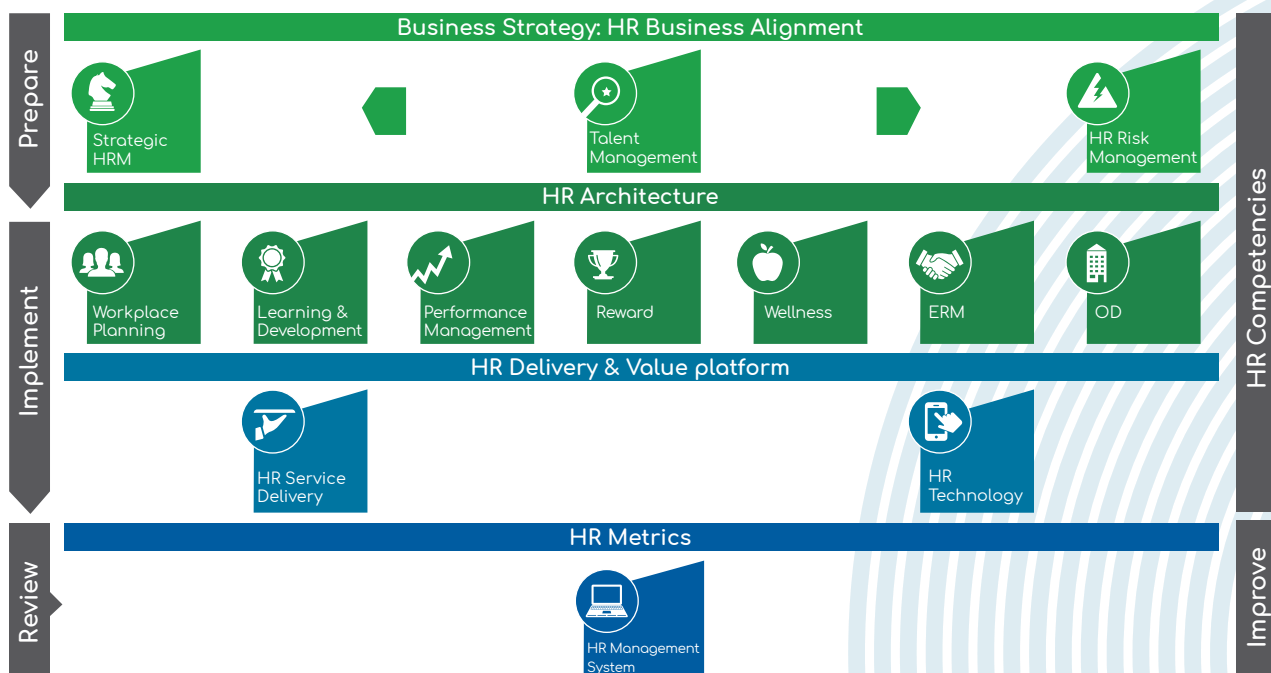 Business Strategy: HR Business Alignment
Prepare
Strategic
HRM
Talent
Management
HR Risk
Management
HR Architecture
Implement
Workplace
Planning
Learning &
Development
Performance
Management
Reward
Wellness
ERM
OD
HR Competencies
HR Delivery & Value platform
HR Service
Delivery
HR
Technology
HR Metrics
Review
HR Management
System
Improve